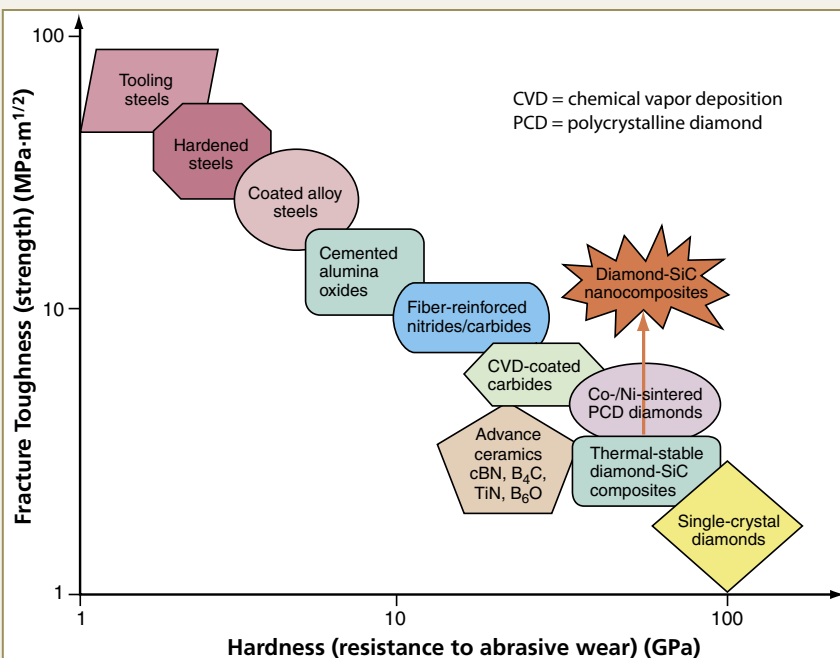 100
Tooling
steels
CVD = chemical vapor deposition
PCD = polycrystalline diamond
Hardened
steels
Coated alloy
steels
Cemented
alumina
oxides
Diamond-SiC
nanocomposites
10
Fiber-reinforced
nitrides/carbides
CVD-coated
carbides
Co-/Ni-sintered
PCD diamonds
Advance
ceramics
cBN, B₄C,
TiN, B₆O
Thermal-stable
diamond-SiC
composites
Single-crystal
diamonds
Fracture Toughness (strength) (MPa·m^1/2)
1
1
10
100
Hardness (resistance to abrasive wear) (GPa)